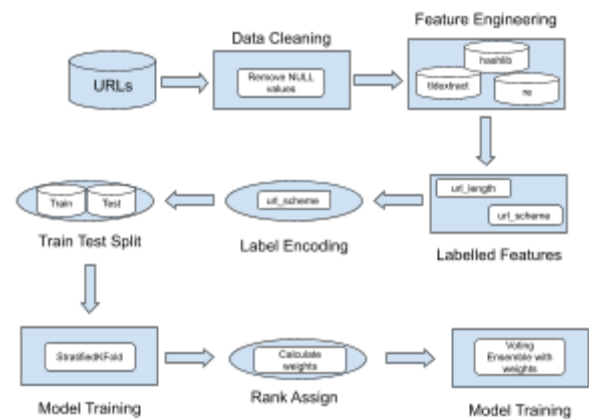 Feature Engineering
Data Cleaning
URLs
Remove NULL
values
hashlib
tldextract
re
url_length
url_scheme
Labelled Features
url_scheme
Label Encoding
Train
Test
Train Test Split
StratifiedKFold
Model Training
Calculate
weights
Rank Assign
Voting
Ensemble with
weights
Model Training